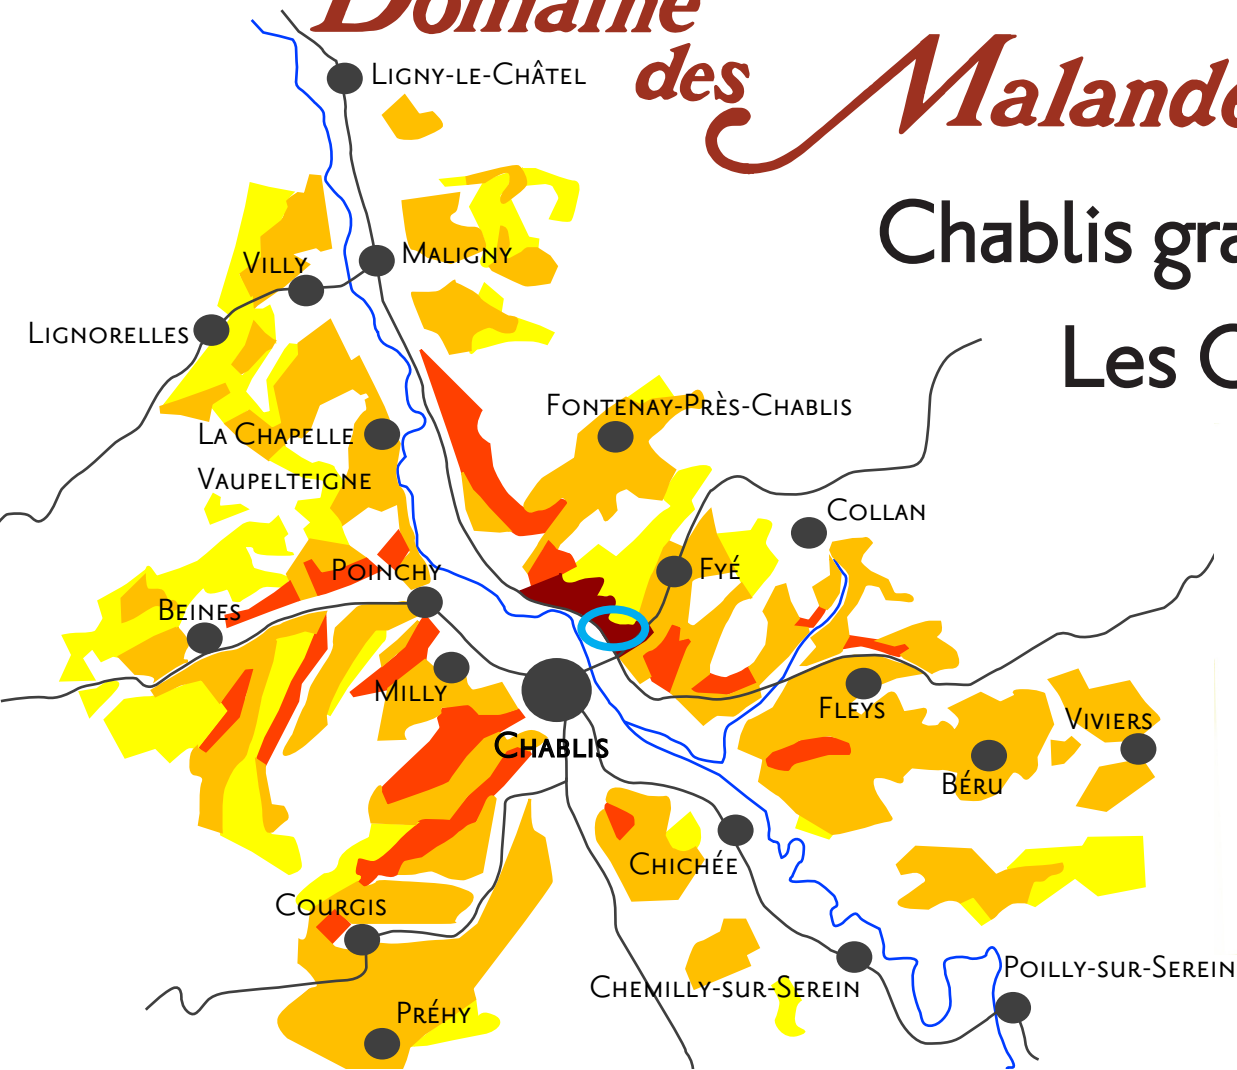 Domaine
des Malande
Chablis gra
Les C
LIGNY-LE-CHÂTEL
MALIGNY
VILLY
LIGNORELLES
FONTENAY-PRÈS-CHABLIS
LA CHAPELLE
VAUPELTEIGNE
COLLAN
FYÉ
POINCHY
BEINES
MILLY
FLEYS
VIVIERS
CHABLIS
BÉRU
CHICHÉE
COURGIS
POILLY-SUR-SEREIN
CHEMILLY-SUR-SEREIN
PRÉHY